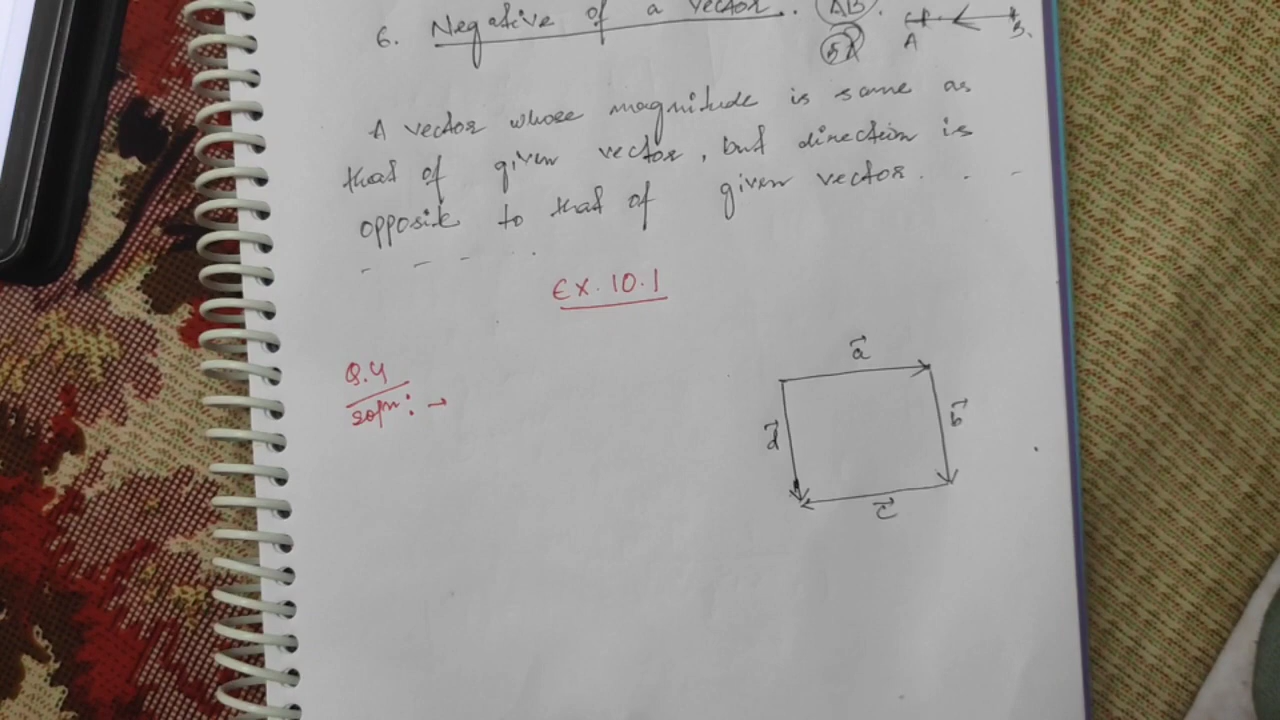 6. Negative of a vector. AB.
BA A B.
A vector whose magnitude is same as
that of given vector, but direction is
opposite to that of given vector. . -
- - - . .
Ex. 10.1
Q.4
soln: →
a⃗
b⃗
d⃗
c⃗